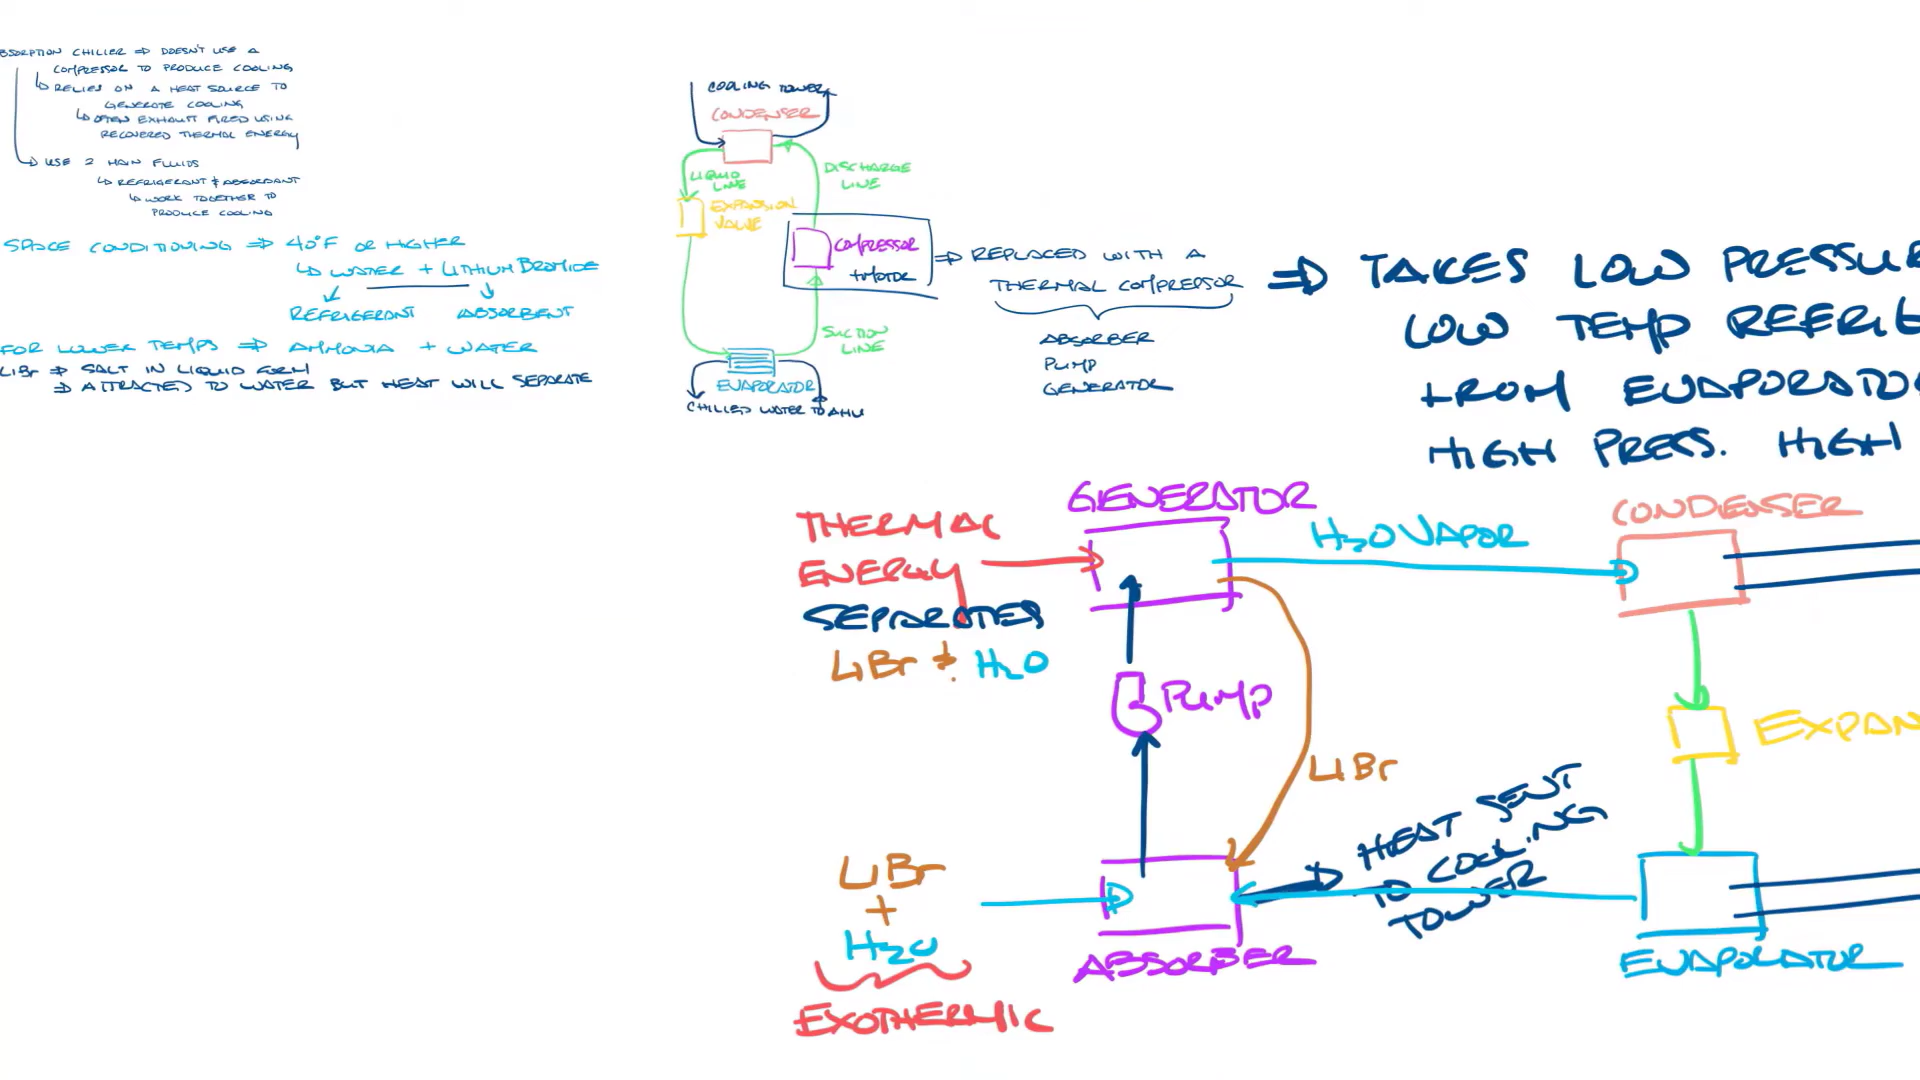 BSORPTION CHILLER => DOESN'T USE A
COMPRESSOR TO PRODUCE COOLING
RELIES ON A HEAT SOURCE TO
GENERATE COOLING
OFTEN EXHAUST FIRED USING
RECOVERED THERMAL ENERGY
USE 2 MAIN FLUIDS
REFRIGERANT & ABSORBANT
WORK TOGETHER TO
PRODUCE COOLING
SPACE CONDITIONING => 40°F OR HIGHER
WATER + LITHIUM BROMIDE
REFRIGERANT ABSORBENT
FOR LOWER TEMPS => AMMONIA + WATER
LIBr => SALT IN LIQUID FORM
=> ATTRACTED TO WATER BUT HEAT WILL SEPARATE
COOLING TOWER
CONDENSER
LIQUID
LINE
DISCHARGE
LINE
EXPANSION
VALVE
COMPRESSOR
+MOTOR
SUCTION
LINE
EVAPORATOR
CHILLED WATER TO AHU
=> REPLACED WITH A
THERMAL COMPRESSOR
ABSORBER
PUMP
GENERATOR
=> TAKES LOW PRESSUR
LOW TEMP REFRIG
FROM EVAPORATO
HIGH PRESS. HIGH
THERMAL
ENERGY
SEPARATES
LIBr & H2O
GENERATOR
H2O VAPOR
CONDENSER
PUMP
LIBr
EXPAN
HEAT SENT
TO COOLING
TOWER
LIBr
+
H2O
EXOTHERMIC
ABSORBER
EVAPORATOR